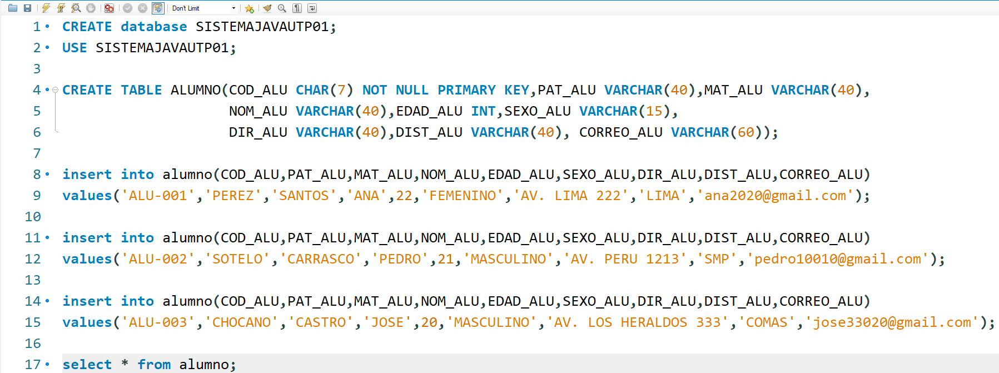 Don't Limit
1 CREATE database SISTEMAJAVAUTP01;
2 USE SISTEMAJAVAUTP01;
3
4 CREATE TABLE ALUMNO(COD_ALU CHAR(7) NOT NULL PRIMARY KEY,PAT_ALU VARCHAR(40),MAT_ALU VARCHAR(40),
5 NOM_ALU VARCHAR(40),EDAD_ALU INT,SEXO_ALU VARCHAR(15),
6 DIR_ALU VARCHAR(40),DIST_ALU VARCHAR(40), CORREO_ALU VARCHAR(60));
7
8 insert into alumno(COD_ALU,PAT_ALU,MAT_ALU,NOM_ALU,EDAD_ALU,SEXO_ALU,DIR_ALU,DIST_ALU,CORREO_ALU)
9 values('ALU-001','PEREZ','SANTOS','ANA',22,'FEMENINO','AV. LIMA 222','LIMA','ana2020@gmail.com');
10
11 insert into alumno(COD_ALU,PAT_ALU,MAT_ALU,NOM_ALU,EDAD_ALU,SEXO_ALU,DIR_ALU,DIST_ALU,CORREO_ALU)
12 values('ALU-002','SOTELO','CARRASCO','PEDRO',21,'MASCULINO','AV. PERU 1213','SMP','pedro10010@gmail.com');
13
14 insert into alumno(COD_ALU,PAT_ALU,MAT_ALU,NOM_ALU,EDAD_ALU,SEXO_ALU,DIR_ALU,DIST_ALU,CORREO_ALU)
15 values('ALU-003','CHOCANO','CASTRO','JOSE',20,'MASCULINO','AV. LOS HERALDOS 333','COMAS','jose33020@gmail.com');
16
17 select * from alumno;